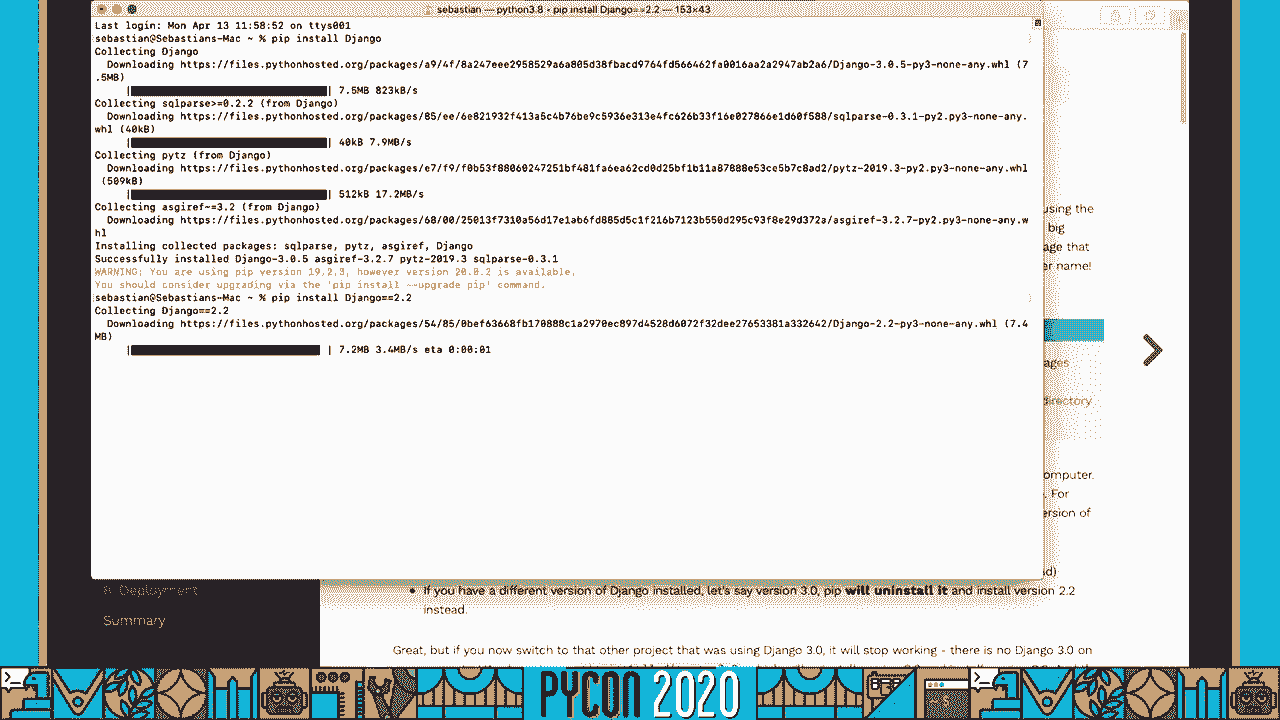 sebastian — python3.8 • pip install Django==2.2 — 153×43
Last login: Mon Apr 13 11:58:52 on ttys001
sebastian@Sebastians-Mac ~ % pip install Django
Collecting Django
Downloading https://files.pythonhosted.org/packages/a9/4f/8a247eee2958529a6a805d38fbacd9764fd566462fa0016aa2a2947ab2a6/Django-3.0.5-py3-none-any.whl (7
.5MB)
| | 7.5MB 823kB/s
Collecting sqlparse>=0.2.2 (from Django)
Downloading https://files.pythonhosted.org/packages/85/ee/6e821932f413a5c4b76be9c5936e313e4fc626b33f16e027866e1d60f588/sqlparse-0.3.1-py2.py3-none-any.
whl (40kB)
| | 40kB 7.9MB/s
Collecting pytz (from Django)
Downloading https://files.pythonhosted.org/packages/e7/f9/f0b53f88060247251bf481fa6ea62cd0d25bf1b11a87888e53ce5b7c8ad2/pytz-2019.3-py2.py3-none-any.whl
(509kB)
| | 512kB 17.2MB/s
Collecting asgiref~=3.2 (from Django)
Downloading https://files.pythonhosted.org/packages/68/00/25013f7310a56d17e1ab6fd885d5c1f216b7123b550d295c93f8e29d372a/asgiref-3.2.7-py2.py3-none-any.w
hl
Installing collected packages: sqlparse, pytz, asgiref, Django
Successfully installed Django-3.0.5 asgiref-3.2.7 pytz-2019.3 sqlparse-0.3.1
WARNING: You are using pip version 19.2.3, however version 20.0.2 is available.
You should consider upgrading via the 'pip install --upgrade pip' command.
sebastian@Sebastians-Mac ~ % pip install Django==2.2
Collecting Django==2.2
Downloading https://files.pythonhosted.org/packages/54/85/0bef63668fb170888c1a2970ec897d4528d6072f32dee27653381a332642/Django-2.2-py3-none-any.whl (7.4
MB)
| | 7.2MB 3.4MB/s eta 0:00:01
using the
big
age that
er name!
ages
directory
omputer.
. For
ersion of
d)
8. Deployment
Summary
• if you have a different version of Django installed, let's say version 3.0, pip will uninstall it and install version 2.2
instead.
Great, but if you now switch to that other project that was using Django 3.0, it will stop working - there is no Django 3.0 on
PYCON 2020